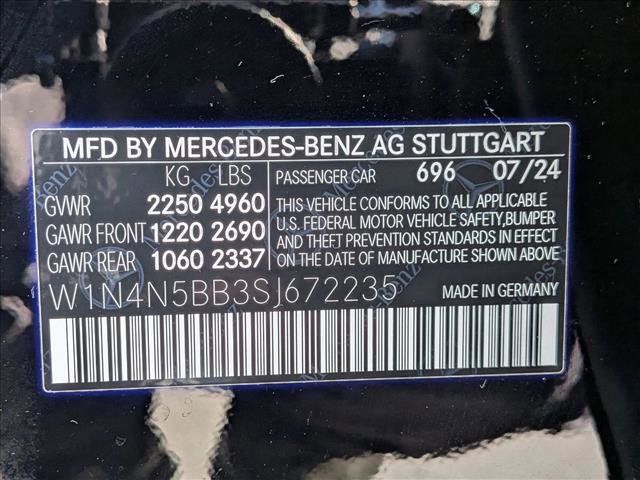 MFD BY MERCEDES-BENZ AG STUTTGART
KG LBS
GVWR 2250 4960
GAWR FRONT 1220 2690
GAWR REAR 1060 2337
PASSENGER CAR 696 07/24
THIS VEHICLE CONFORMS TO ALL APPLICABLE
U.S. FEDERAL MOTOR VEHICLE SAFETY, BUMPER
AND THEFT PREVENTION STANDARDS IN EFFECT
ON THE DATE OF MANUFACTURE SHOWN ABOVE
W1N4N5BB3SJ672235 MADE IN GERMANY